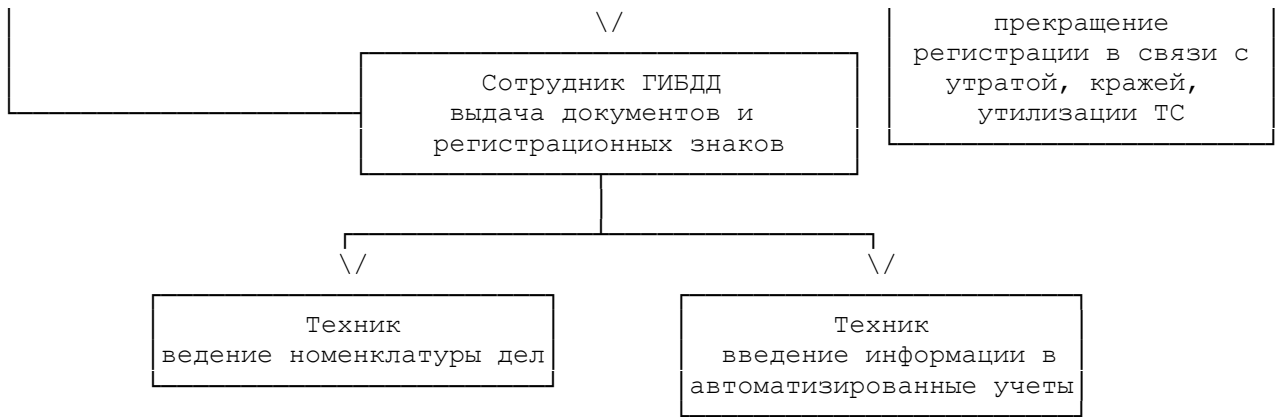 прекращение
регистрации в связи с
утратой, кражей,
утилизации ТС
Сотрудник ГИБДД
выдача документов и
регистрационных знаков
Техник
ведение номенклатуры дел
Техник
введение информации в
автоматизированные учеты